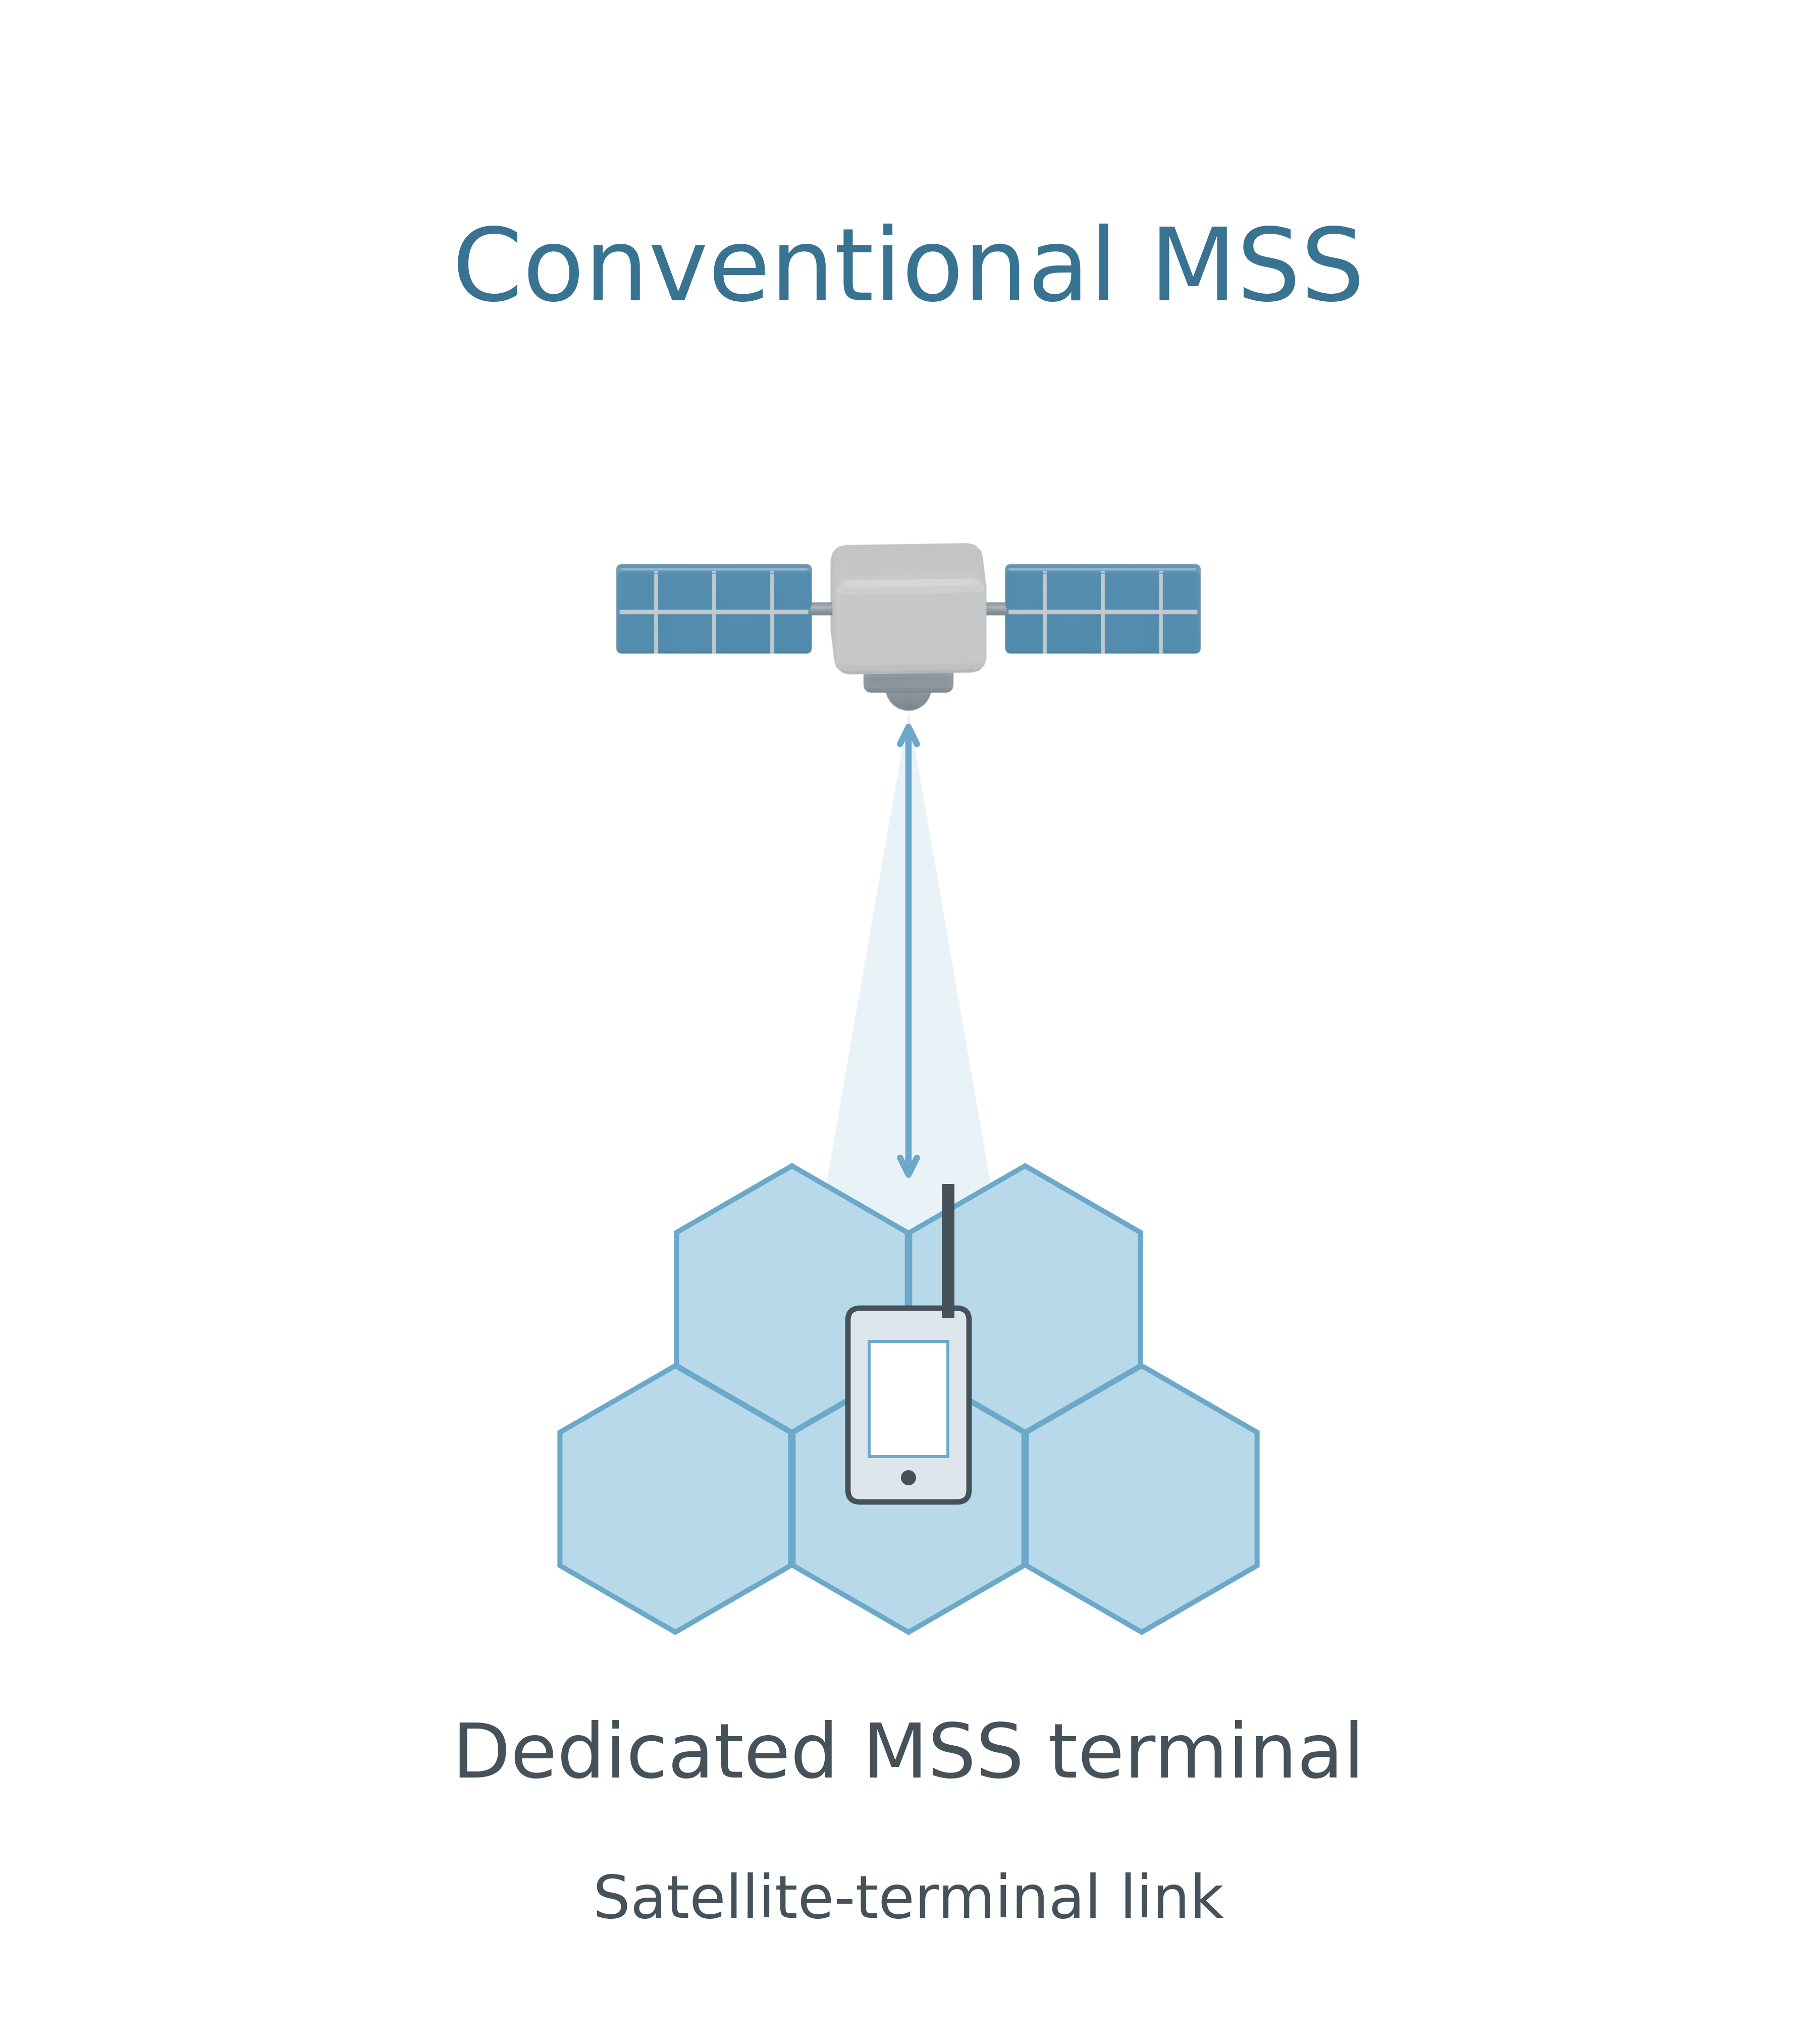 Conventional MSS
Dedicated MSS terminal
Satellite-terminal link